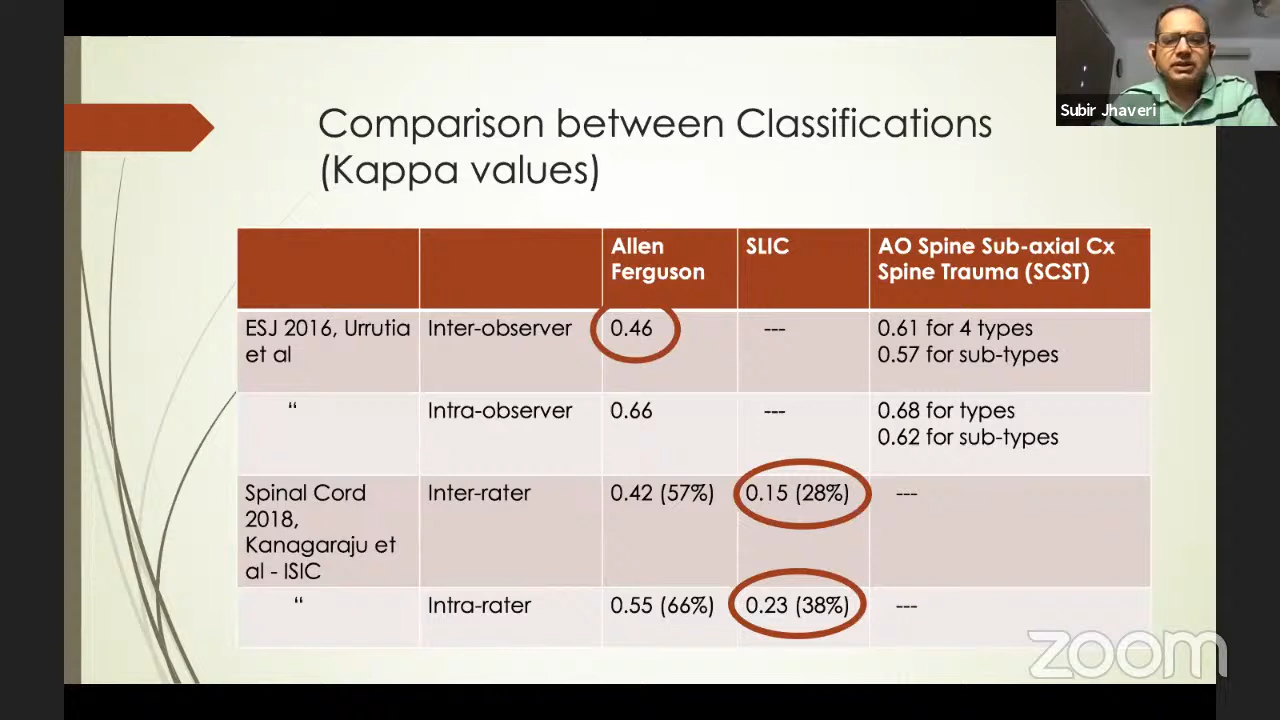 Subir Jhaveri
Comparison between Classifications
(Kappa values)
Allen
Ferguson
SLIC
AO Spine Sub-axial Cx
Spine Trauma (SCST)
ESJ 2016, Urrutia
et al
Inter-observer
0.46
---
0.61 for 4 types
0.57 for sub-types
“
Intra-observer
0.66
---
0.68 for types
0.62 for sub-types
Spinal Cord
2018,
Kanagaraju et
al - ISIC
Inter-rater
0.42 (57%)
0.15 (28%)
---
“
Intra-rater
0.55 (66%)
0.23 (38%)
---
zoom